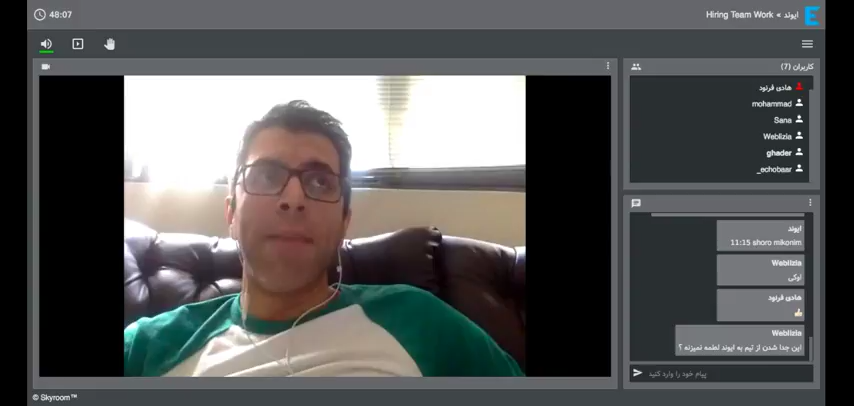 48:07
ایوند » Hiring Team Work
کاربران (7)
هادی فرنود
mohammad
Sana
Weblizia
ghader
echobaar_
ایوند
11:15 shoro mikonim
Weblizia
اوکی
هادی فرنود
Weblizia
این جدا شدن از تیم به ایوند لطمه نمیزنه ؟
پیام خود را وارد کنید
© Skyroom™